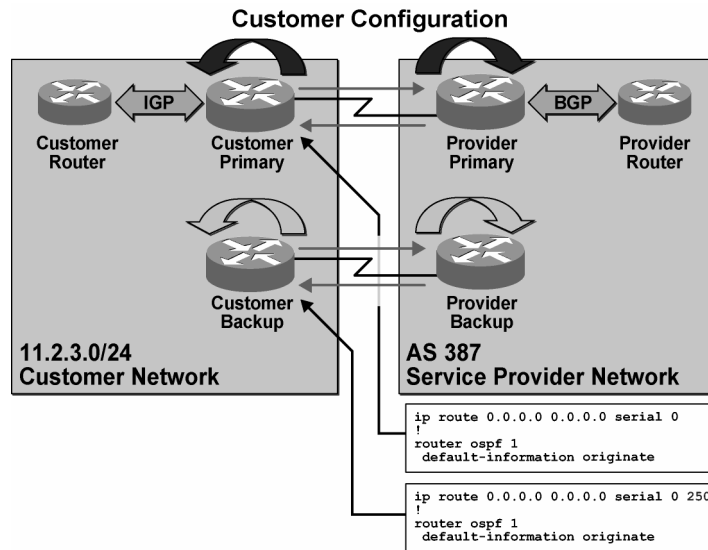 Customer Configuration
IGP
BGP
Customer
Router
Customer
Primary
Provider
Primary
Provider
Router
Customer
Backup
Provider
Backup
11.2.3.0/24
Customer Network
AS 387
Service Provider Network
ip route 0.0.0.0 0.0.0.0 serial 0
!
router ospf 1
default-information originate
ip route 0.0.0.0 0.0.0.0 serial 0 250
!
router ospf 1
default-information originate